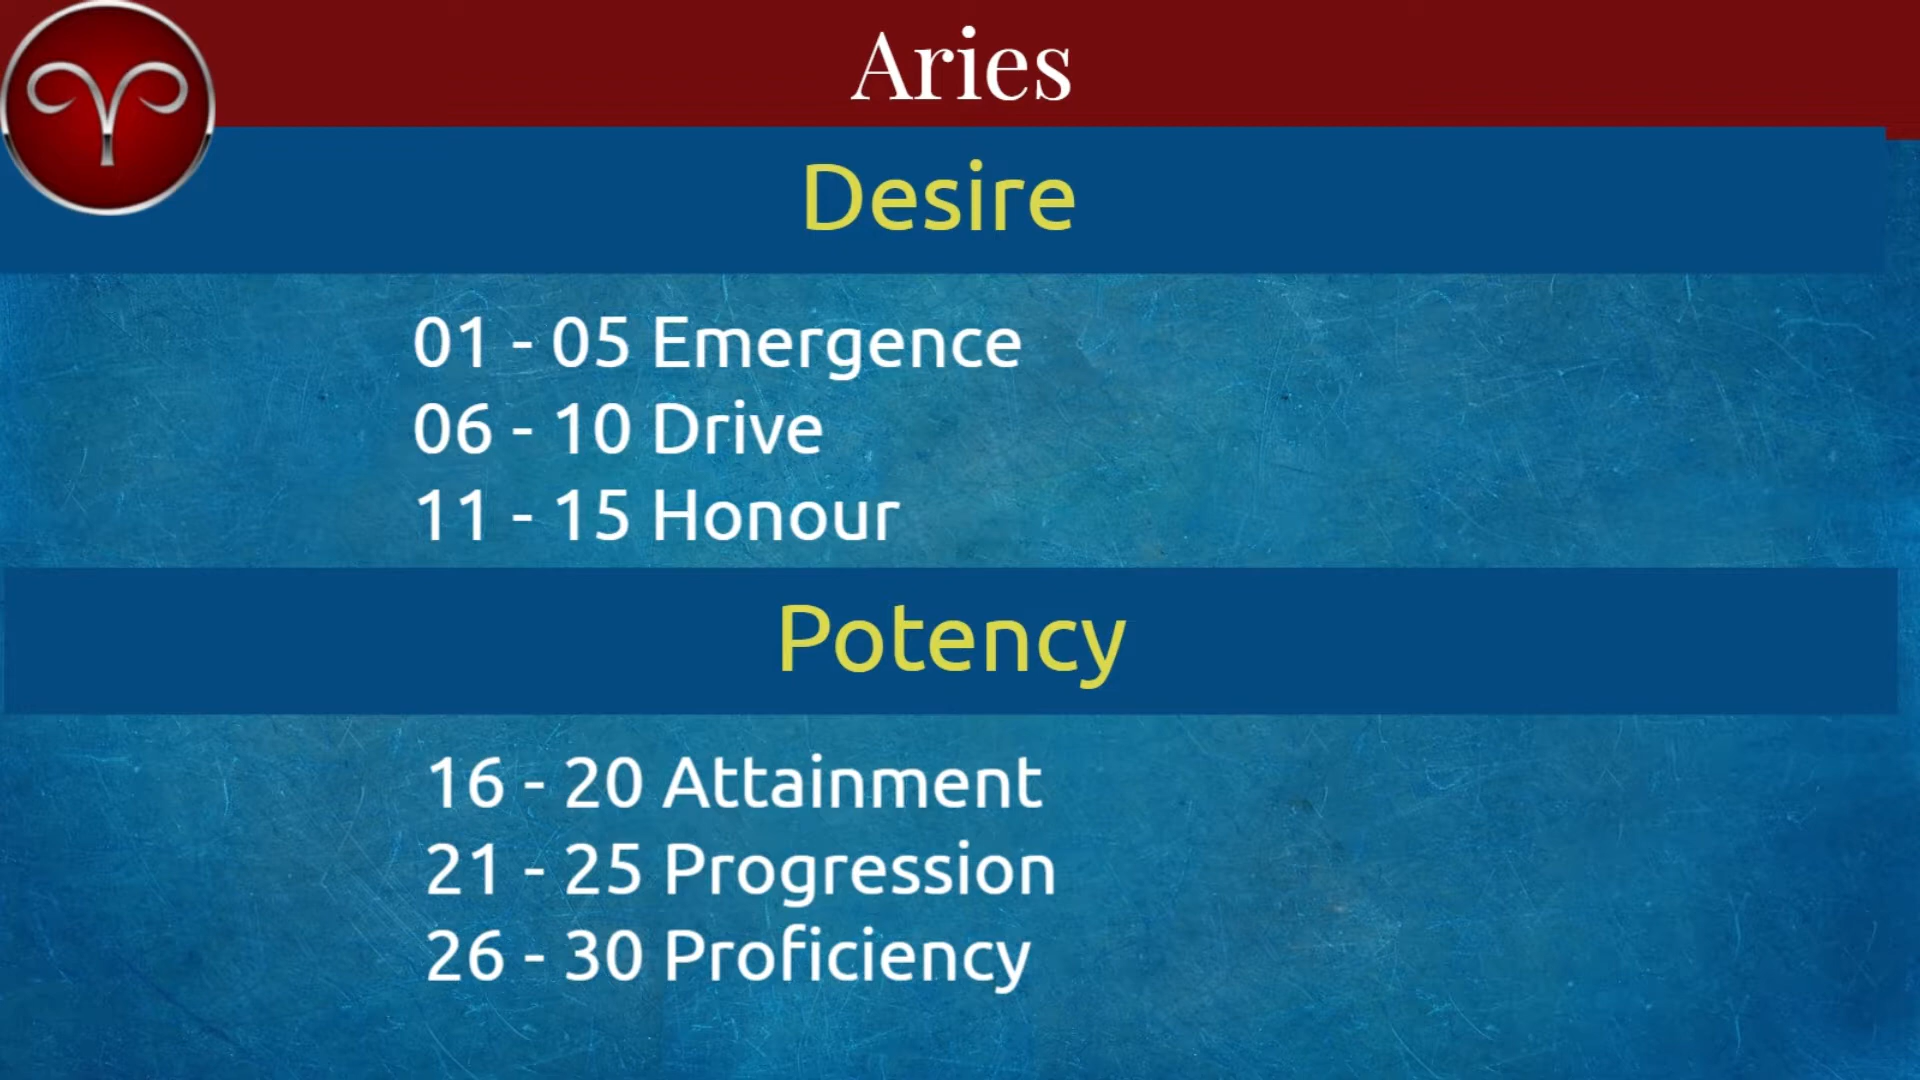 Aries
Desire
01 - 05 Emergence
06 - 10 Drive
11 - 15 Honour
Potency
16 - 20 Attainment
21 - 25 Progression
26 - 30 Proficiency